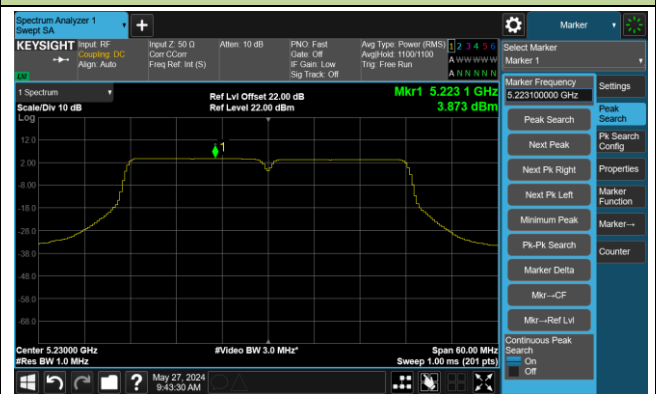 Spectrum Analyzer 1
Swept SA
+
Marker
KEYSIGHT
Input: RF
Coupling: DC
Align: Auto
Input Z: 50 Ω
Corr CCorr
Freq Ref: Int (S)
Atten: 10 dB
PNO: Fast
Gate: Off
IF Gain: Low
Sig Track: Off
Avg Type: Power (RMS)
Avg|Hold: 1100/1100
Trig: Free Run
1 2 3 4 5 6
A W W W W W
A N N N N N
LXI
Select Marker
Marker 1
1 Spectrum
Scale/Div 10 dB
Log
Ref Lvl Offset 22.00 dB
Ref Level 22.00 dBm
Mkr1 5.223 1 GHz
3.873 dBm
1
12.0
2.00
-8.00
-18.0
-28.0
-38.0
-48.0
-58.0
-68.0
Center 5.23000 GHz
#Res BW 1.0 MHz
#Video BW 3.0 MHz*
Span 60.00 MHz
Sweep 1.00 ms (201 pts)
Marker Frequency
5.223100000 GHz
Peak Search
Next Peak
Next Pk Right
Next Pk Left
Minimum Peak
Pk-Pk Search
Marker Delta
Mkr→CF
Mkr→Ref Lvl
Continuous Peak
Search
On
Off
Settings
Peak
Search
Pk Search
Config
Properties
Marker
Function
Marker→
Counter
?
May 27, 2024
9:43:30 AM